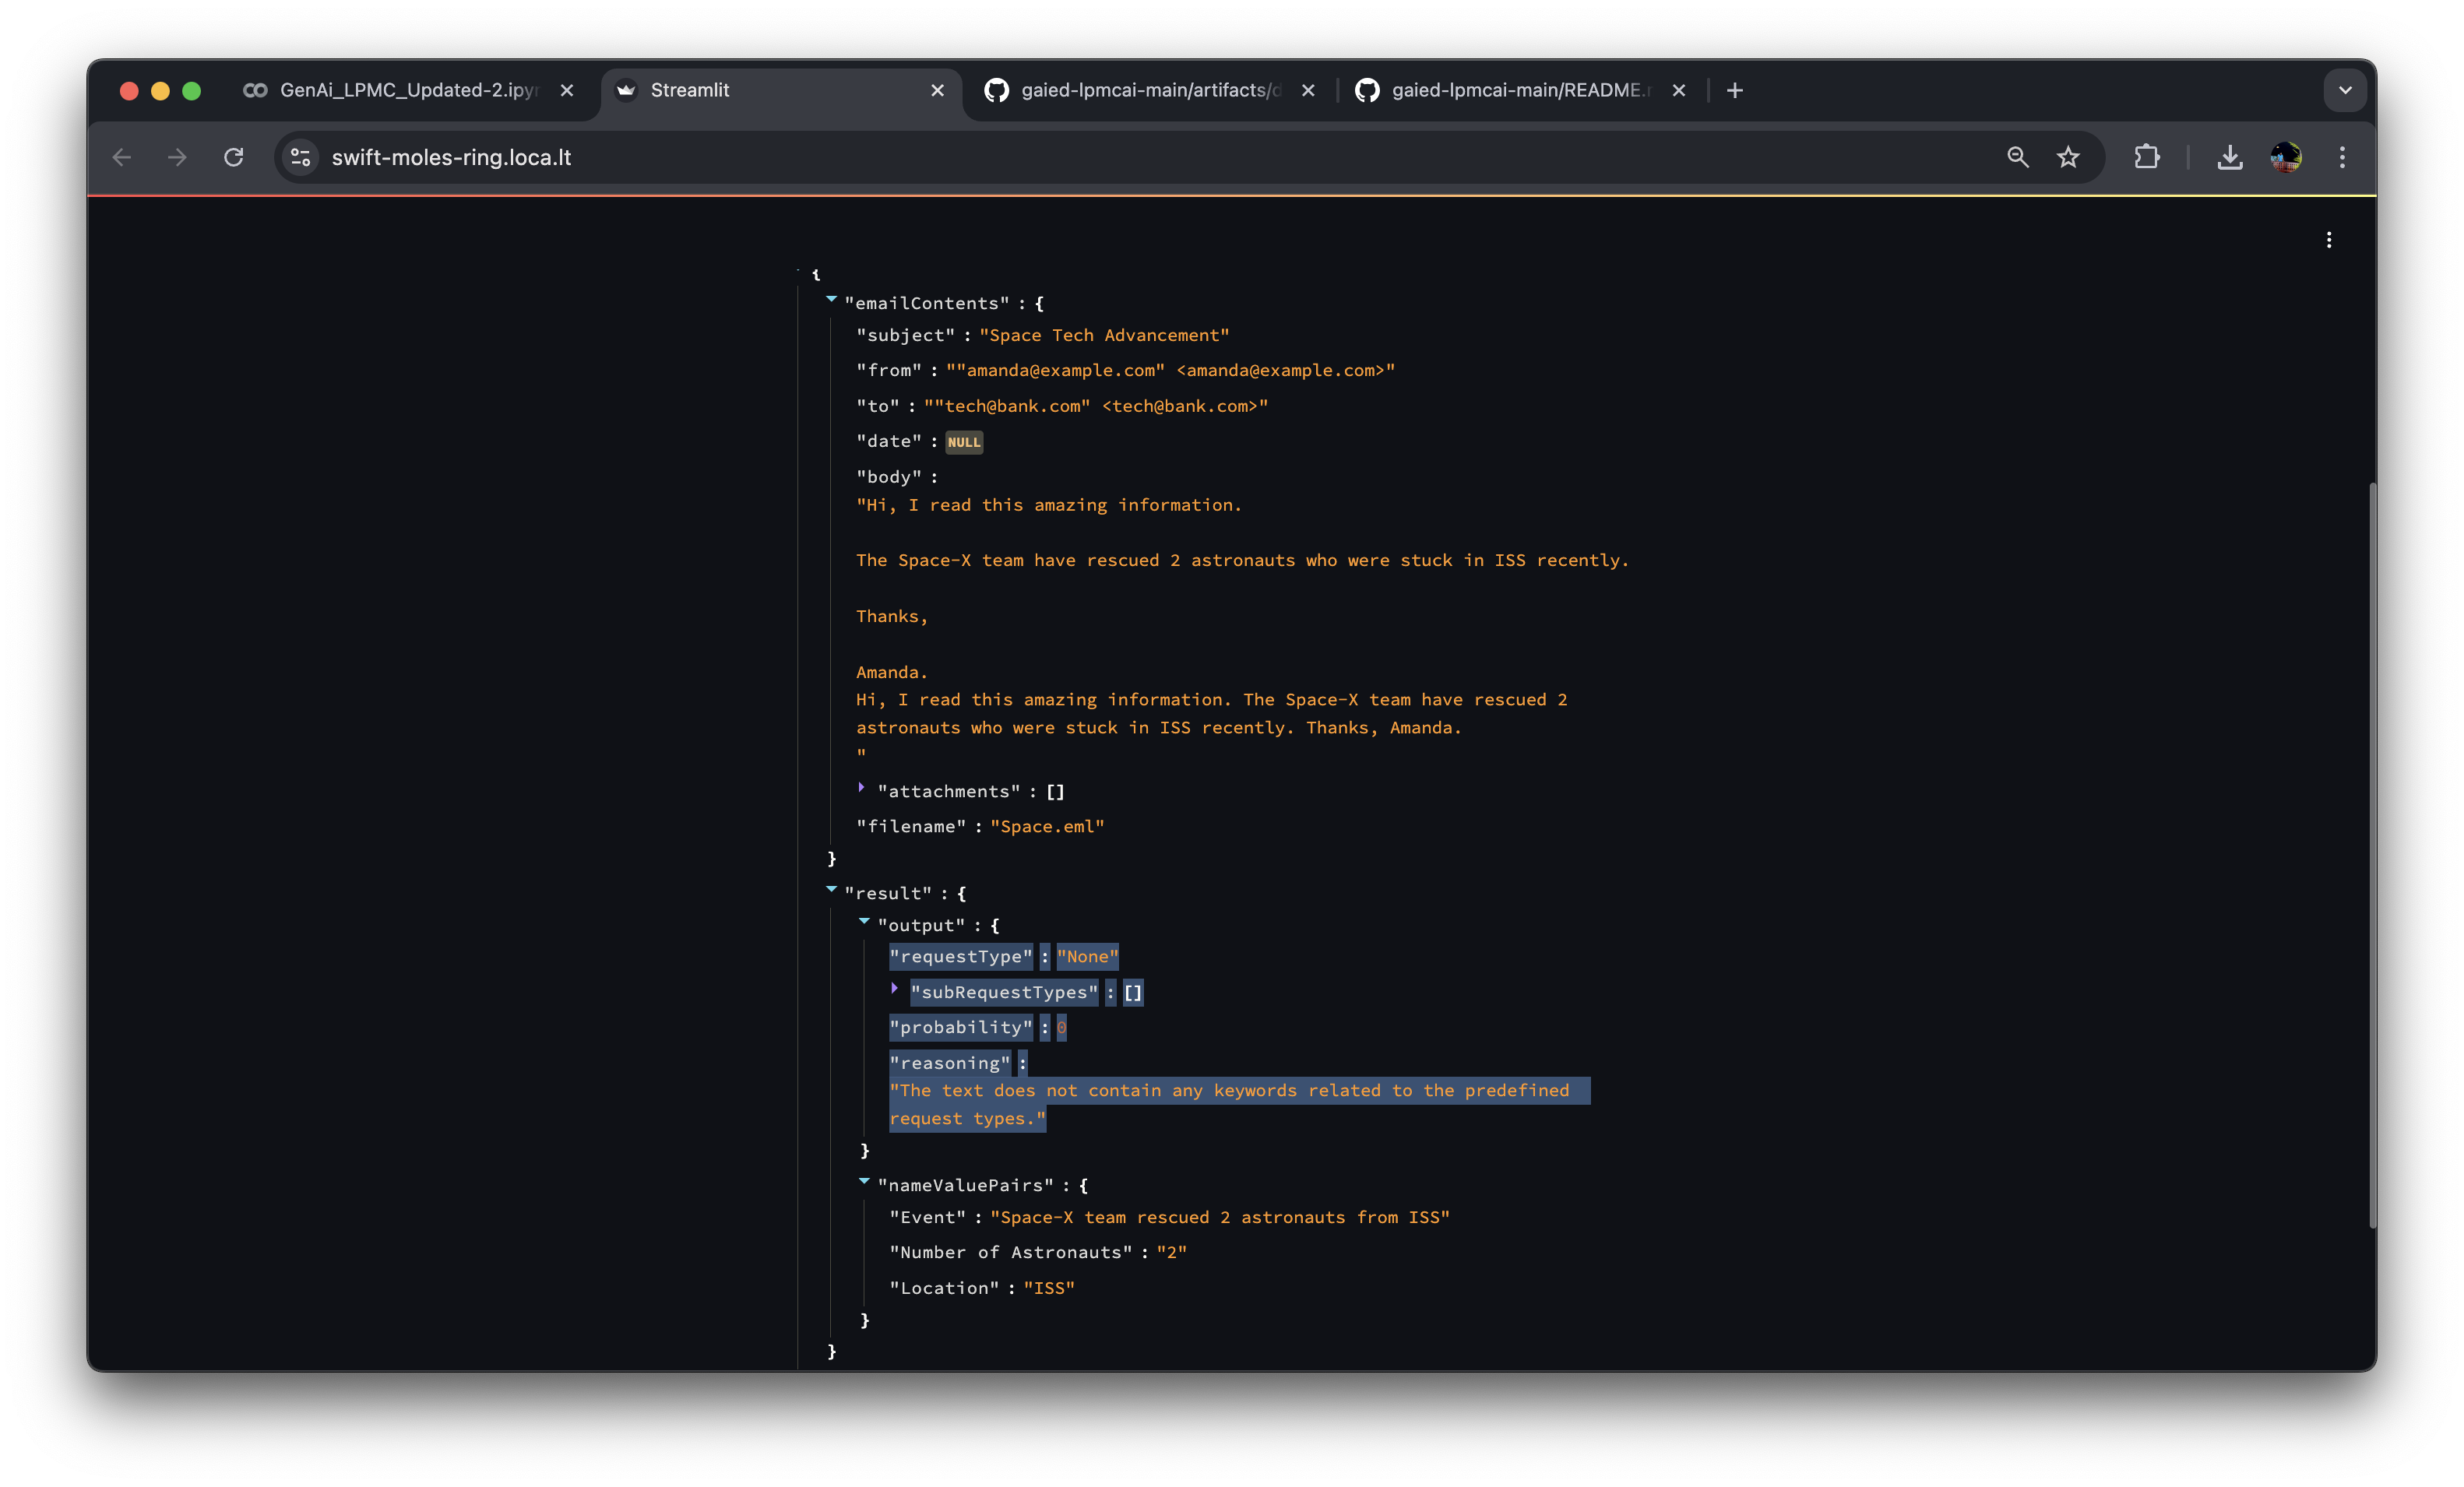 GenAi_LPMC_Updated-2.ipyn
Streamlit
gaied-lpmcai-main/artifacts/d
gaied-lpmcai-main/README.m
swift-moles-ring.loca.lt
{
"emailContents" : {
"subject" : "Space Tech Advancement"
"from" : ""amanda@example.com" <amanda@example.com>"
"to" : ""tech@bank.com" <tech@bank.com>"
"date" : NULL
"body" :
"Hi, I read this amazing information.
The Space-X team have rescued 2 astronauts who were stuck in ISS recently.
Thanks,
Amanda.
Hi, I read this amazing information. The Space-X team have rescued 2
astronauts who were stuck in ISS recently. Thanks, Amanda.
"
"attachments" : []
"filename" : "Space.eml"
}
"result" : {
"output" : {
"requestType" : "None"
"subRequestTypes" : []
"probability" : 0
"reasoning" :
"The text does not contain any keywords related to the predefined
request types."
}
"nameValuePairs" : {
"Event" : "Space-X team rescued 2 astronauts from ISS"
"Number of Astronauts" : "2"
"Location" : "ISS"
}
}